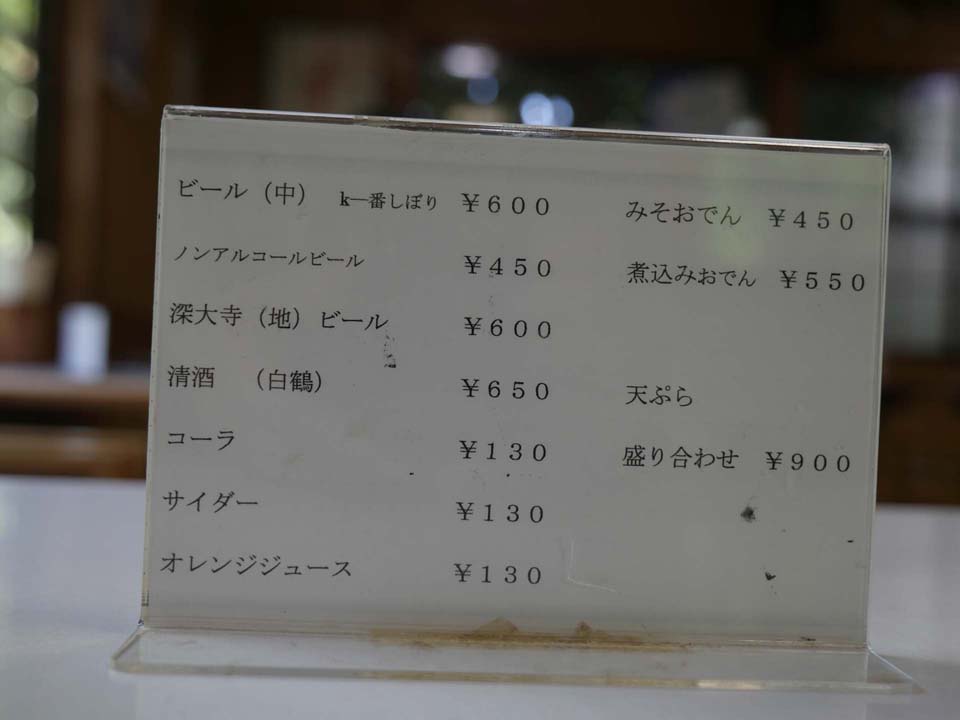 ビール（中） k一番しぼり ￥６００
ノンアルコールビール ￥４５０
深大寺（地）ビール ￥６００
清酒 （白鶴） ￥６５０
コーラ ￥１３０
サイダー ￥１３０
オレンジジュース ￥１３０
みそおでん ￥４５０
煮込みおでん ￥５５０
天ぷら
盛り合わせ ￥９００